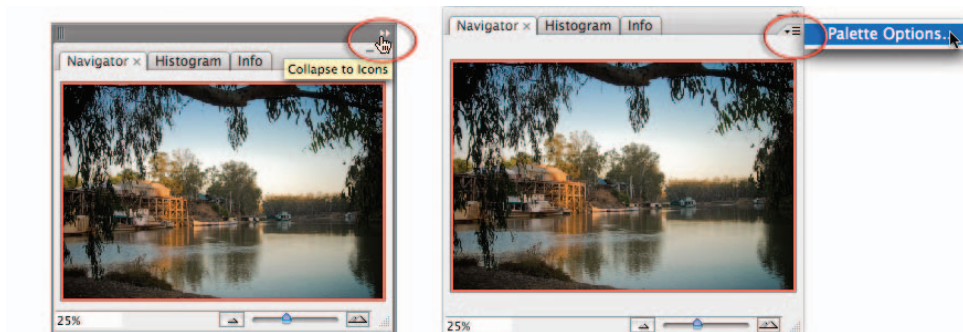 Navigator × Histogram Info
Collapse to Icons
25%
Navigator × Histogram Info
Palette Options...
25%